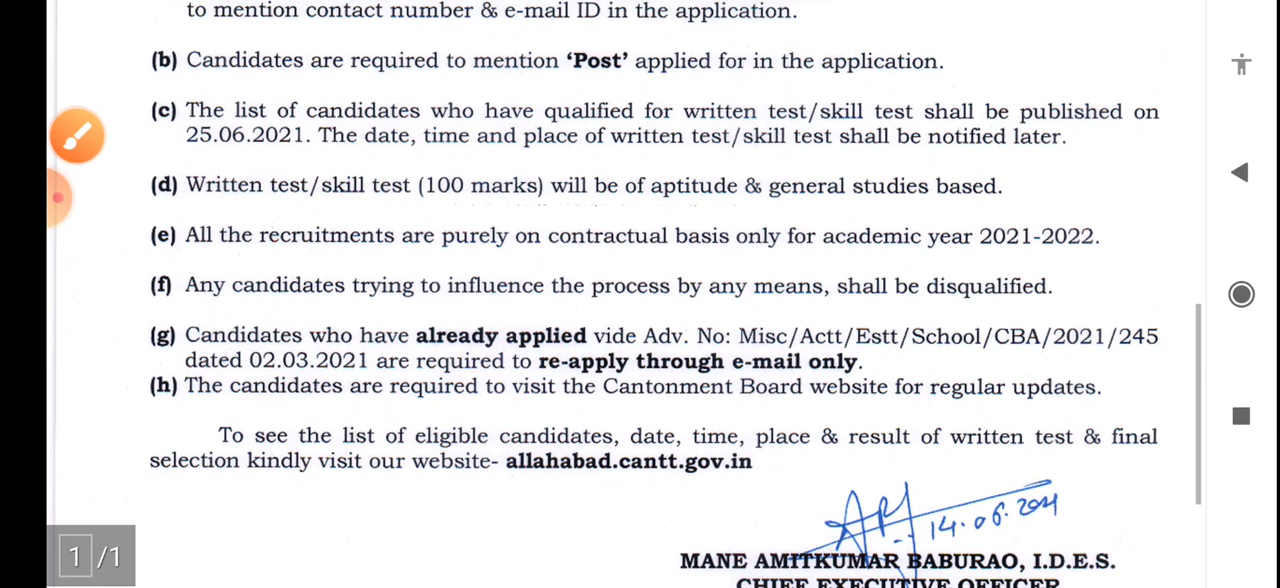 to mention contact number & e-mail ID in the application.
(b) Candidates are required to mention ‘Post’ applied for in the application.
(c) The list of candidates who have qualified for written test/skill test shall be published on
25.06.2021. The date, time and place of written test/skill test shall be notified later.
(d) Written test/skill test (100 marks) will be of aptitude & general studies based.
(e) All the recruitments are purely on contractual basis only for academic year 2021-2022.
(f) Any candidates trying to influence the process by any means, shall be disqualified.
(g) Candidates who have already applied vide Adv. No: Misc/Actt/Estt/School/CBA/2021/245
dated 02.03.2021 are required to re-apply through e-mail only.
(h) The candidates are required to visit the Cantonment Board website for regular updates.
To see the list of eligible candidates, date, time, place & result of written test & final
selection kindly visit our website- allahabad.cantt.gov.in
14.06.2021
1 /1
MANE AMITKUMAR BABURAO, I.D.E.S.
CHIEF EXECUTIVE OFFICER